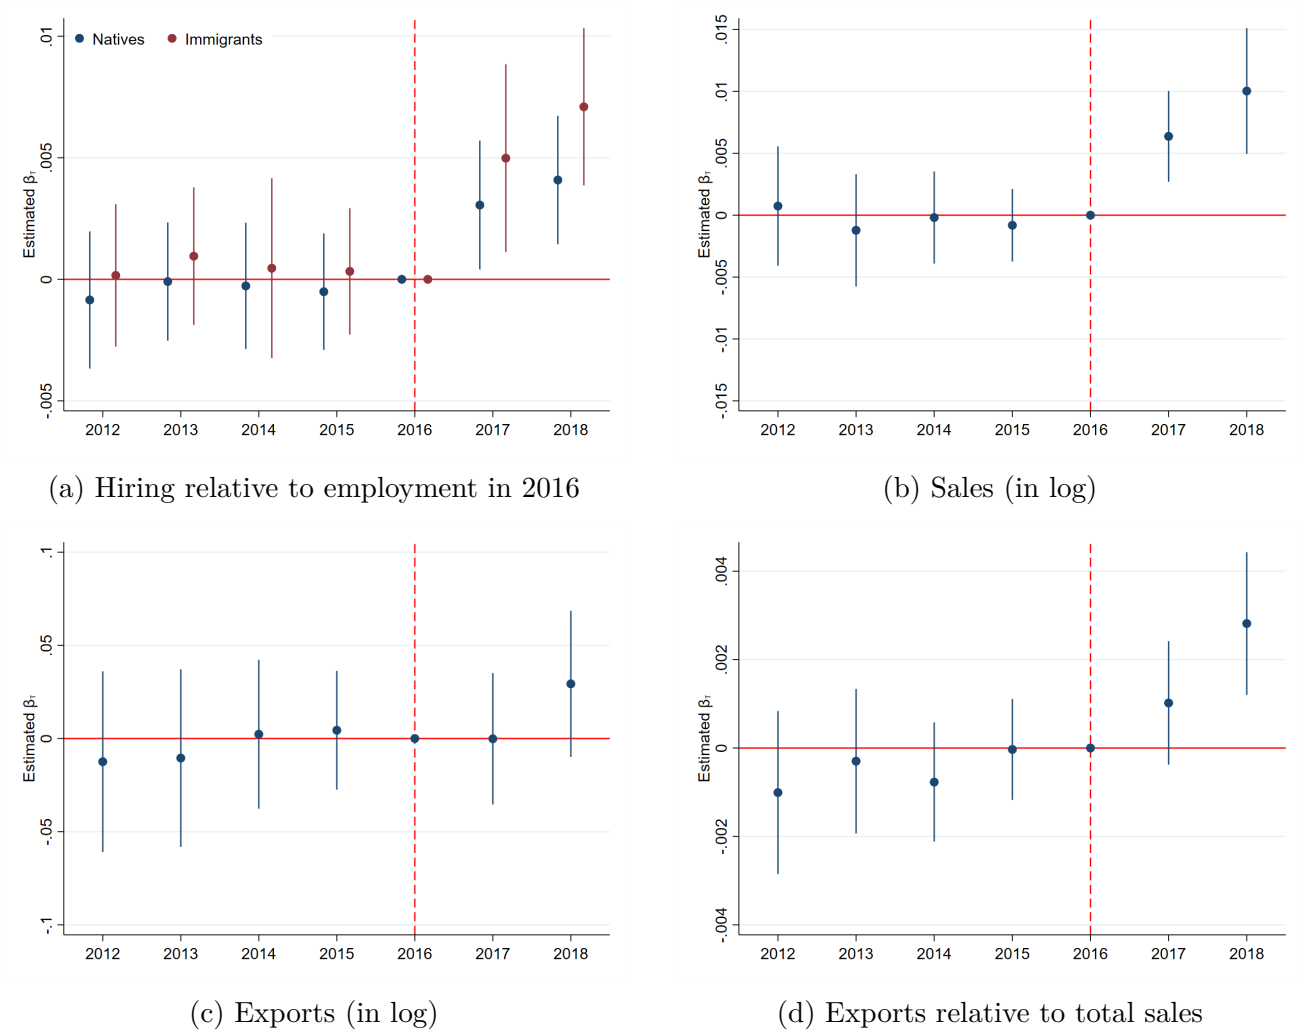 Natives Immigrants
.01
.005
0
-.005
Estimated βτ
2012 2013 2014 2015 2016 2017 2018
(a) Hiring relative to employment in 2016
.015
.01
.005
0
-.005
-.01
-.015
Estimated βτ
2012 2013 2014 2015 2016 2017 2018
(b) Sales (in log)
.1
.05
0
-.05
-.1
Estimated βτ
2012 2013 2014 2015 2016 2017 2018
(c) Exports (in log)
.004
.002
0
-.002
-.004
Estimated βτ
2012 2013 2014 2015 2016 2017 2018
(d) Exports relative to total sales